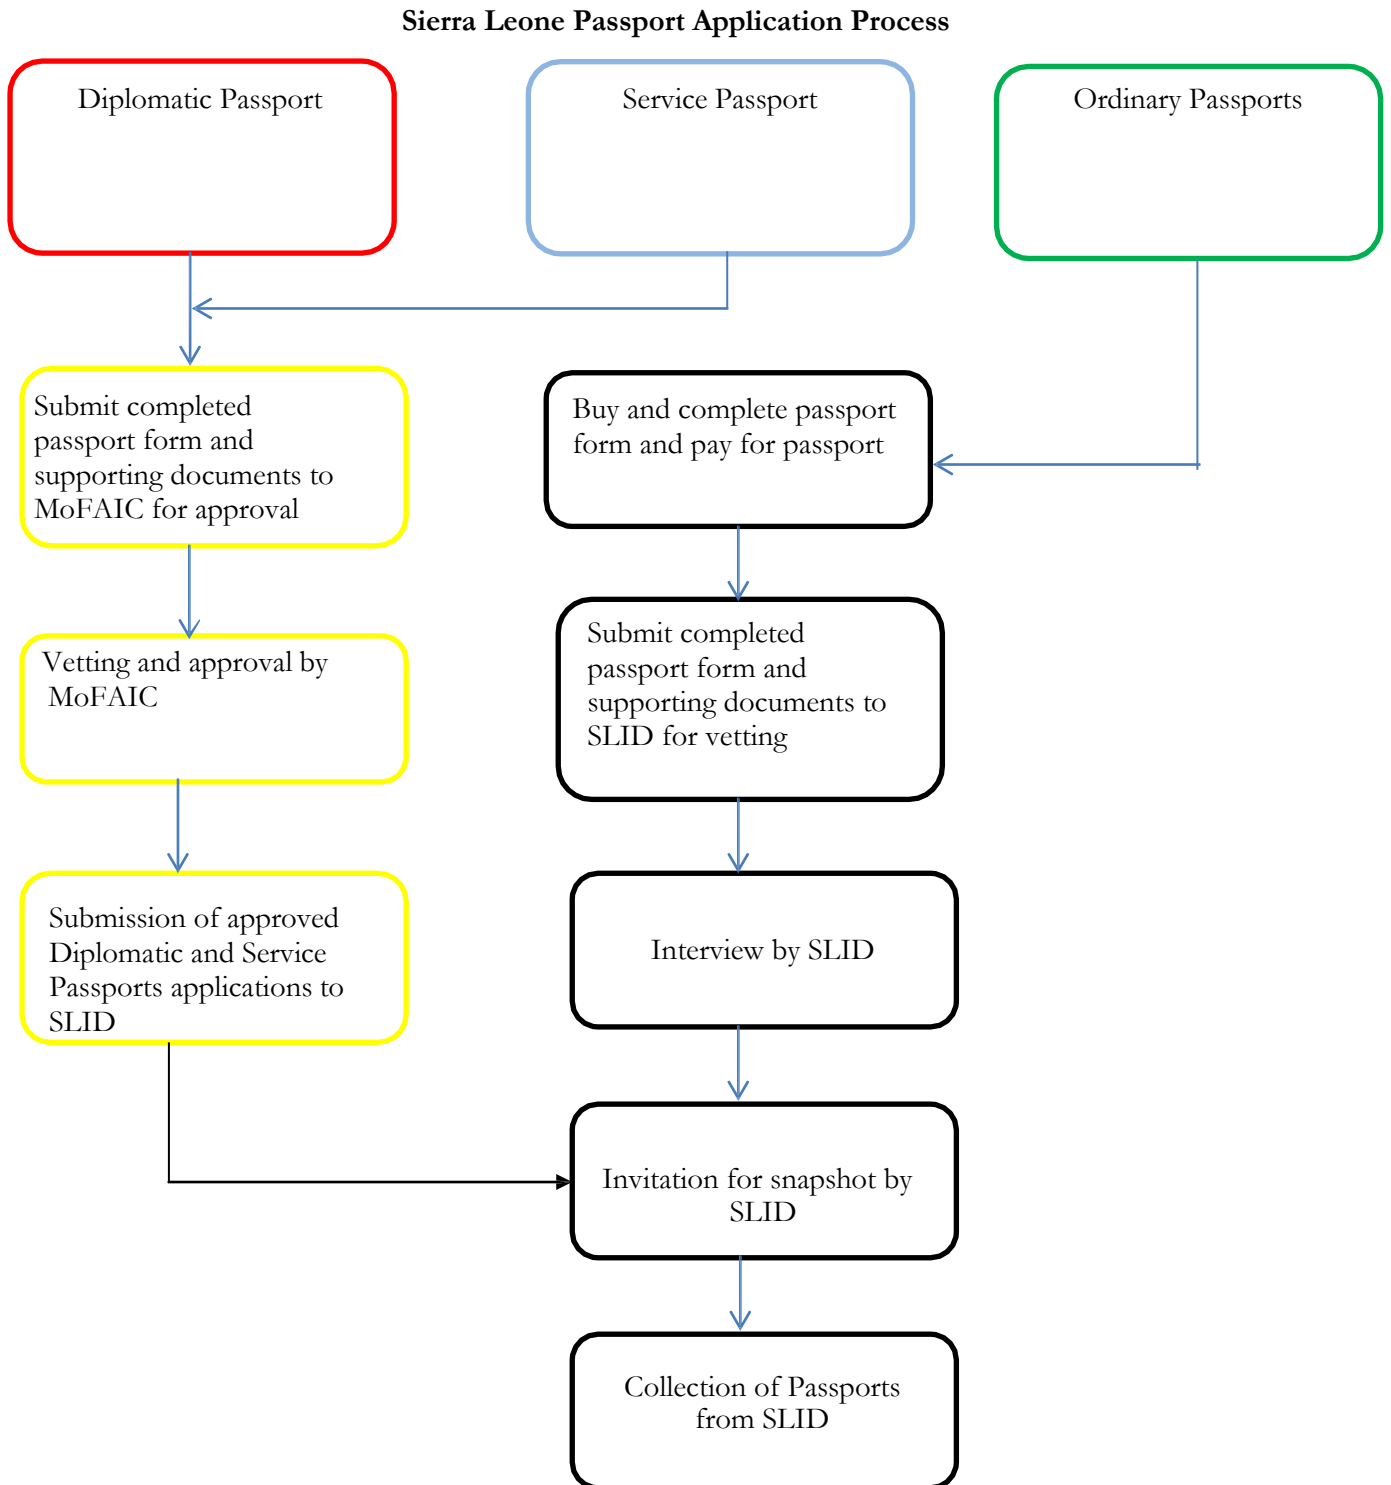 Sierra Leone Passport Application Process
Diplomatic Passport
Service Passport
Ordinary Passports
Submit completed
passport form and
supporting documents to
MoFAIC for approval
Buy and complete passport
form and pay for passport
Vetting and approval by
MoFAIC
Submit completed
passport form and
supporting documents to
SLID for vetting
Submission of approved
Diplomatic and Service
Passports applications to
SLID
Interview by SLID
Invitation for snapshot by
SLID
Collection of Passports
from SLID